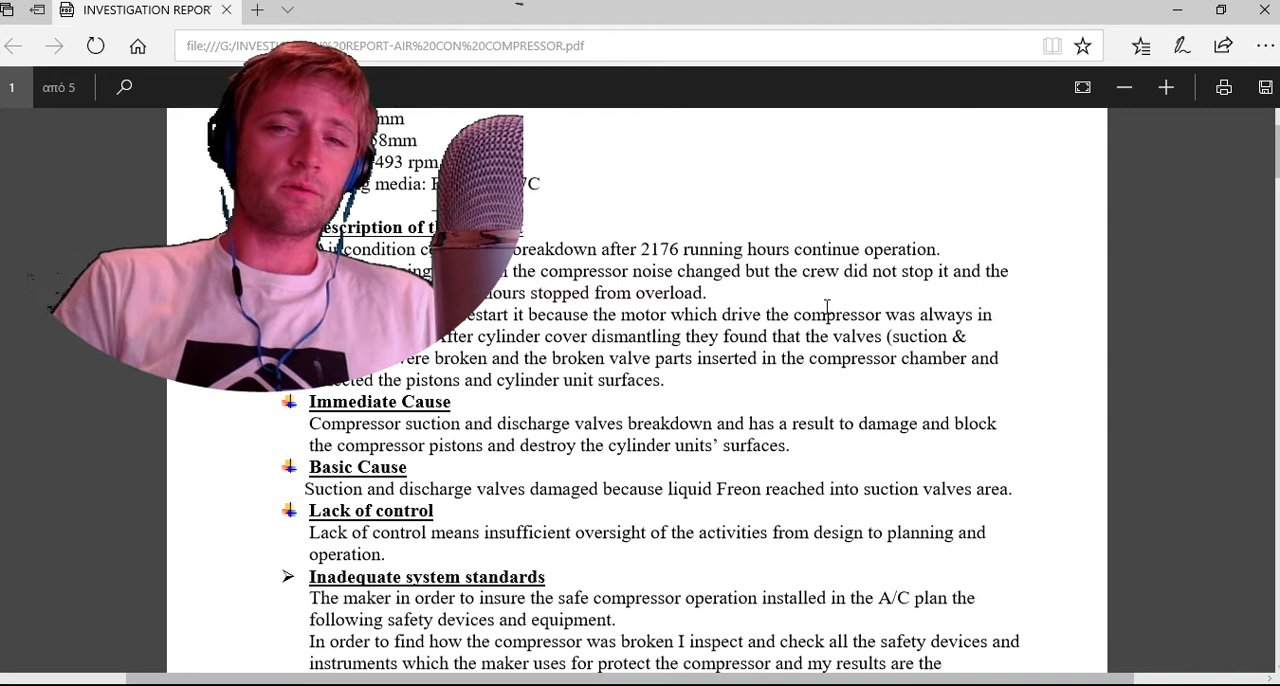 INVESTIGATION REPOR
file:///G:/INVEST 20REPORT-AIR%20CON%20COMPRESSOR.pdf
1 από 5
mm
58mm
493 rpm
g media: 7C
escription of t
Air condition c breakdown after 2176 running hours continue operation.
the compressor noise changed but the crew did not stop it and the
hours stopped from overload.
restart it because the motor which drive the compressor was always in
After cylinder cover dismantling they found that the valves (suction &
were broken and the broken valve parts inserted in the compressor chamber and
the pistons and cylinder unit surfaces.
Immediate Cause
Compressor suction and discharge valves breakdown and has a result to damage and block
the compressor pistons and destroy the cylinder units’ surfaces.
Basic Cause
Suction and discharge valves damaged because liquid Freon reached into suction valves area.
Lack of control
Lack of control means insufficient oversight of the activities from design to planning and
operation.
Inadequate system standards
The maker in order to insure the safe compressor operation installed in the A/C plan the
following safety devices and equipment.
In order to find how the compressor was broken I inspect and check all the safety devices and
instruments which the maker uses for protect the compressor and my results are the